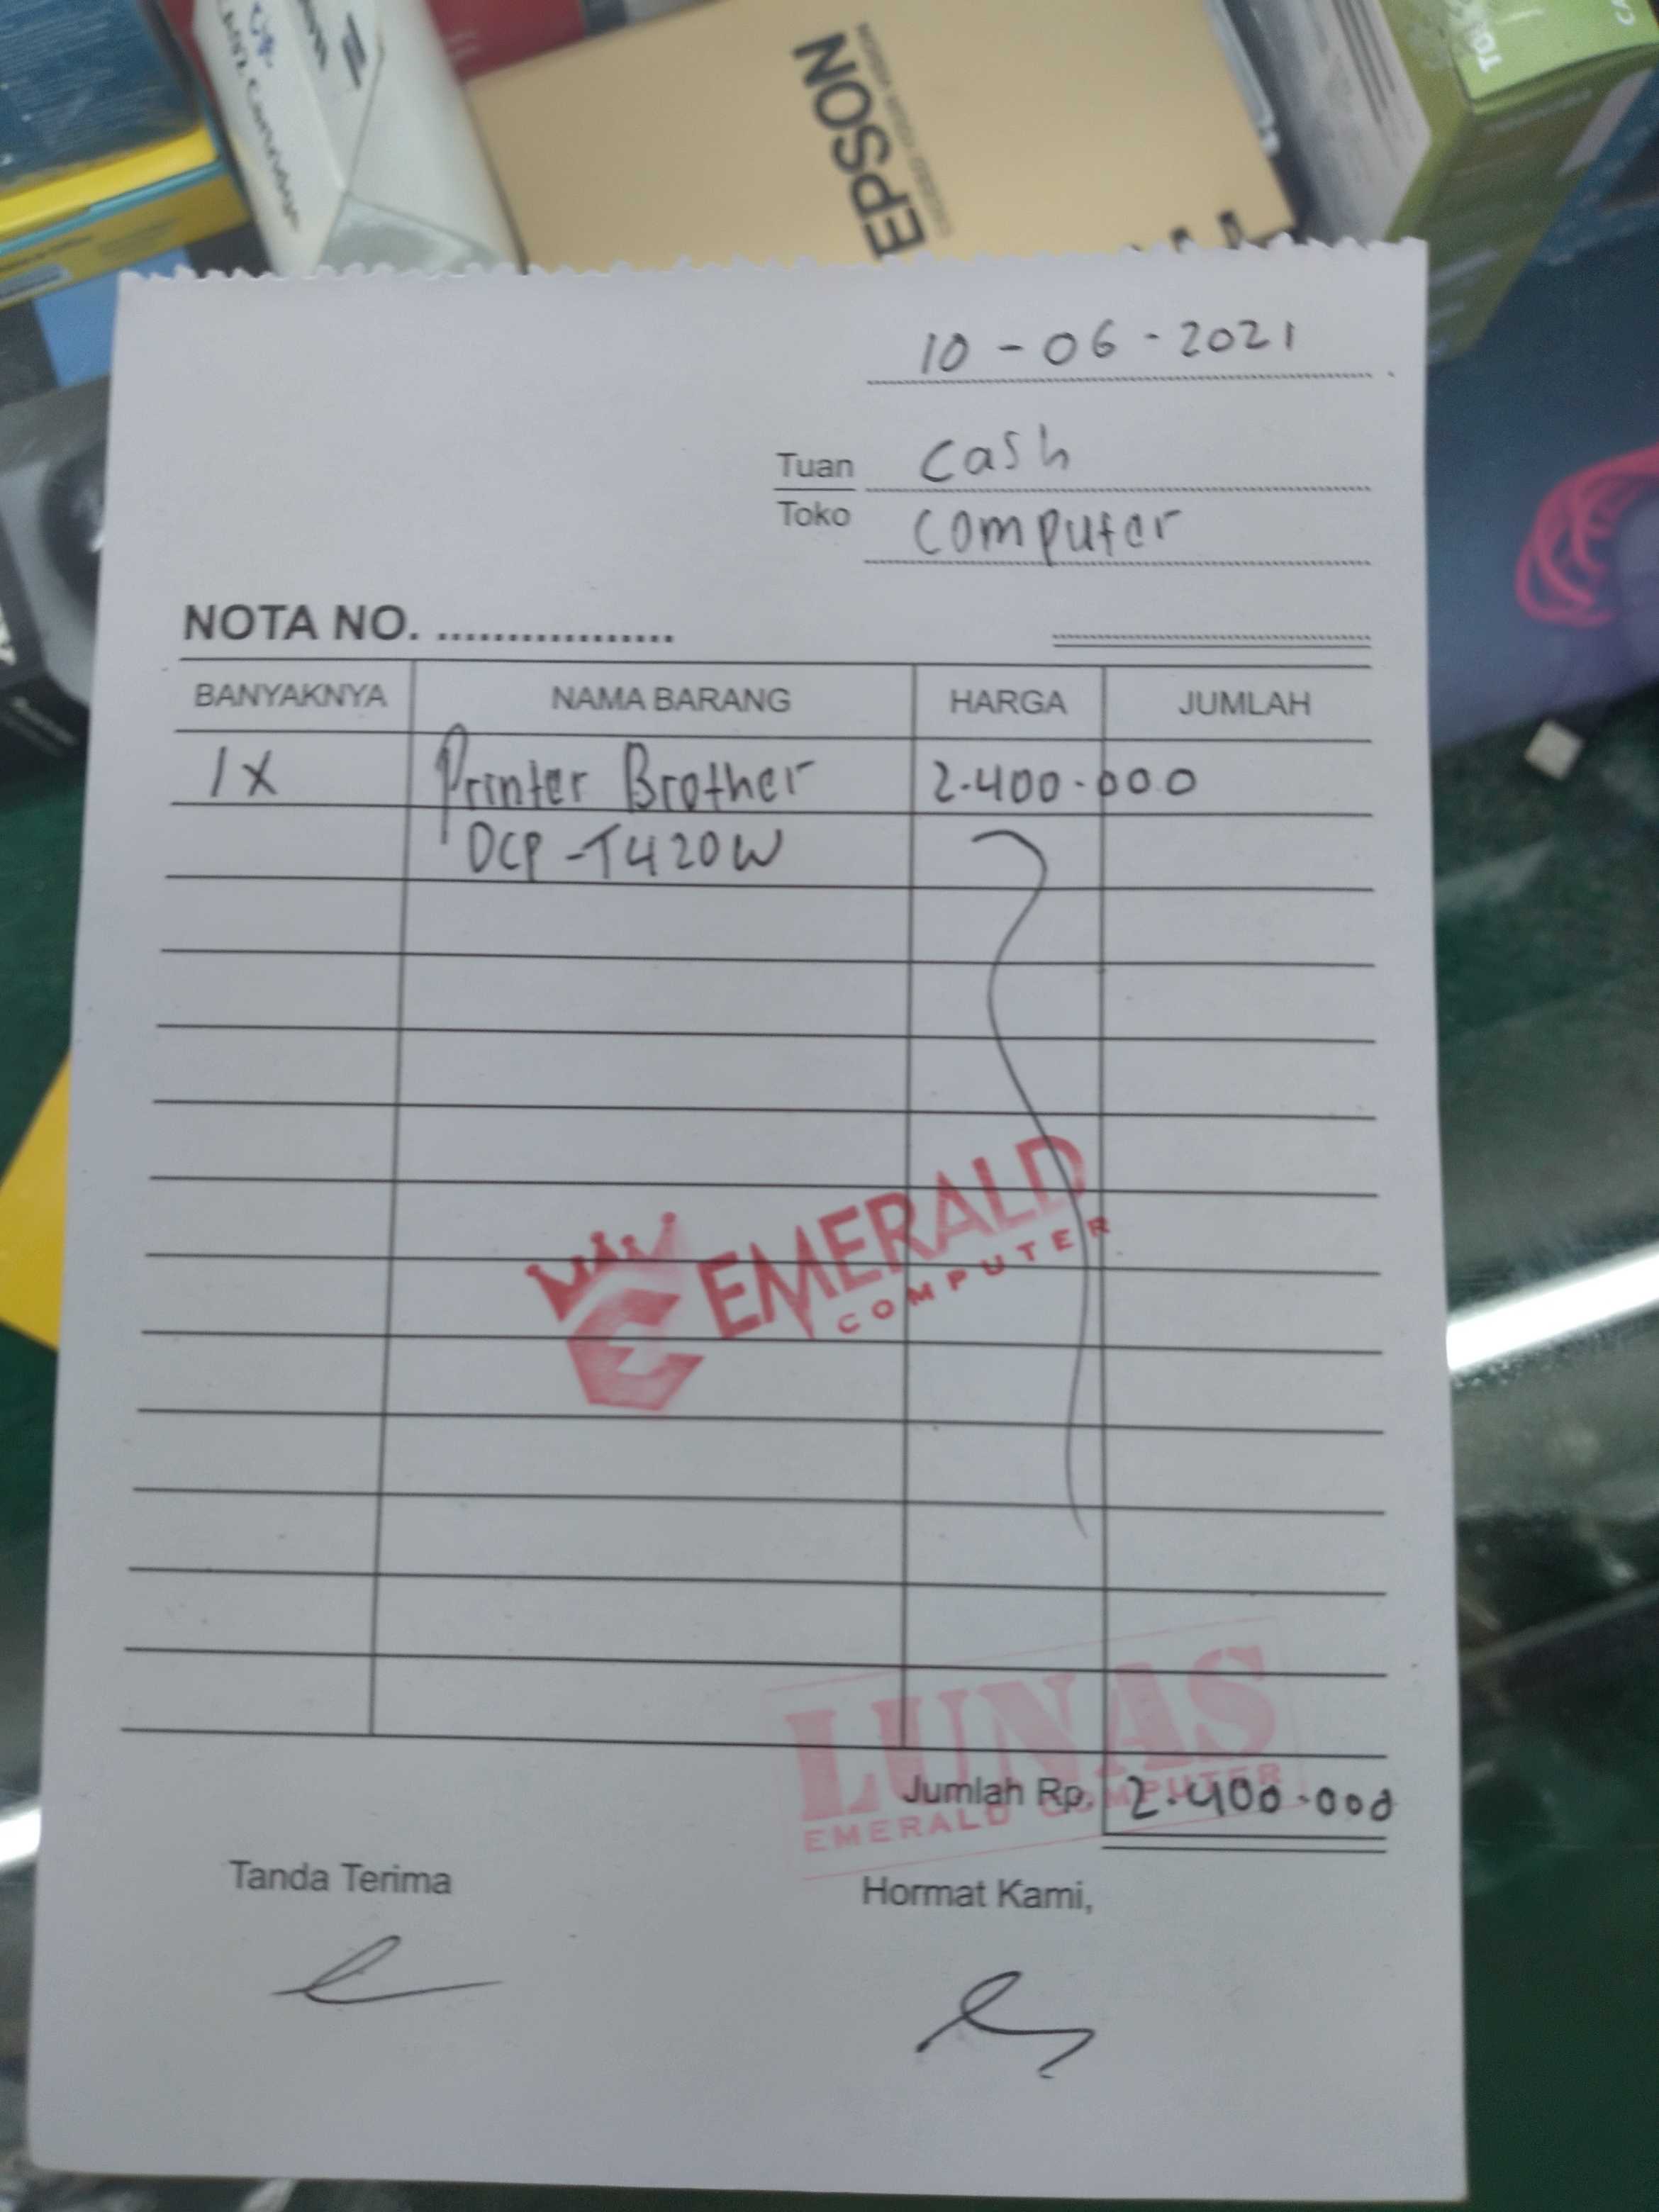 EPSON
10 - 06 - 2021
Tuan cash
Toko computer
NOTA NO. .................
BANYAKNYA NAMA BARANG HARGA JUMLAH
1X Printer Brother 2.400.000
DCP-T420W
EMERALD
COMPUTER
LUNAS
EMERALD COMPUTER
Jumlah Rp. 2.400.000
Tanda Terima Hormat Kami,